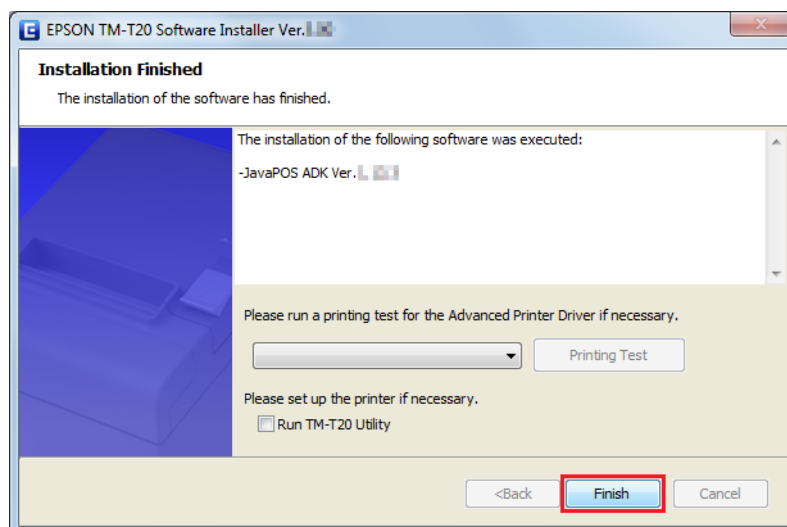 EPSON TM-T20 Software Installer Ver.
Installation Finished
The installation of the software has finished.
The installation of the following software was executed:
-JavaPOS ADK Ver.
Please run a printing test for the Advanced Printer Driver if necessary.
Printing Test
Please set up the printer if necessary.
Run TM-T20 Utility
<Back Finish Cancel